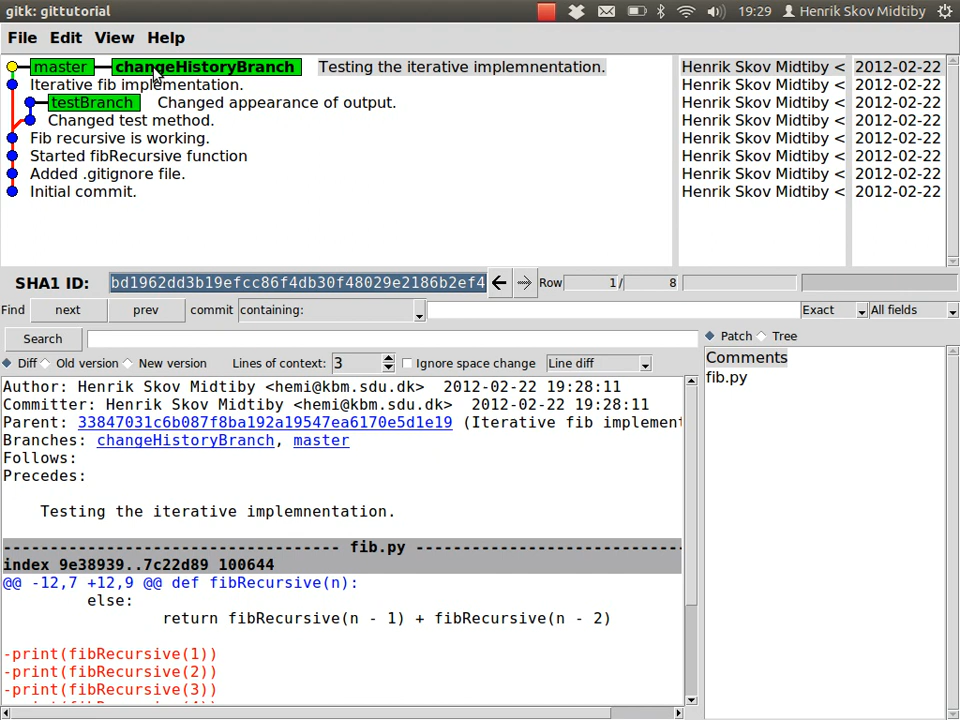 gitk: gittutorial
19:29 Henrik Skov Midtiby
File Edit View Help
master changeHistoryBranch Testing the iterative implemnentation. Henrik Skov Midtiby < 2012-02-22
Iterative fib implementation. Henrik Skov Midtiby < 2012-02-22
testBranch Changed appearance of output. Henrik Skov Midtiby < 2012-02-22
Changed test method. Henrik Skov Midtiby < 2012-02-22
Fib recursive is working. Henrik Skov Midtiby < 2012-02-22
Started fibRecursive function Henrik Skov Midtiby < 2012-02-22
Added .gitignore file. Henrik Skov Midtiby < 2012-02-22
Initial commit. Henrik Skov Midtiby < 2012-02-22
SHA1 ID: bd1962dd3b19efcc86f4db30f48029e2186b2ef4 Row 1 / 8
Find next prev commit containing: Exact All fields
Search
Patch Tree
Diff Old version New version Lines of context: 3 Ignore space change Line diff
Comments
fib.py
Author: Henrik Skov Midtiby <hemi@kbm.sdu.dk> 2012-02-22 19:28:11
Committer: Henrik Skov Midtiby <hemi@kbm.sdu.dk> 2012-02-22 19:28:11
Parent: 33847031c6b087f8ba192a19547ea6170e5d1e19 (Iterative fib implement
Branches: changeHistoryBranch, master
Follows:
Precedes:
Testing the iterative implemnentation.
--------------------------------- fib.py ---------------------------
index 9e38939..7c22d89 100644
@@ -12,7 +12,9 @@ def fibRecursive(n):
else:
return fibRecursive(n - 1) + fibRecursive(n - 2)
-print(fibRecursive(1))
-print(fibRecursive(2))
-print(fibRecursive(3))